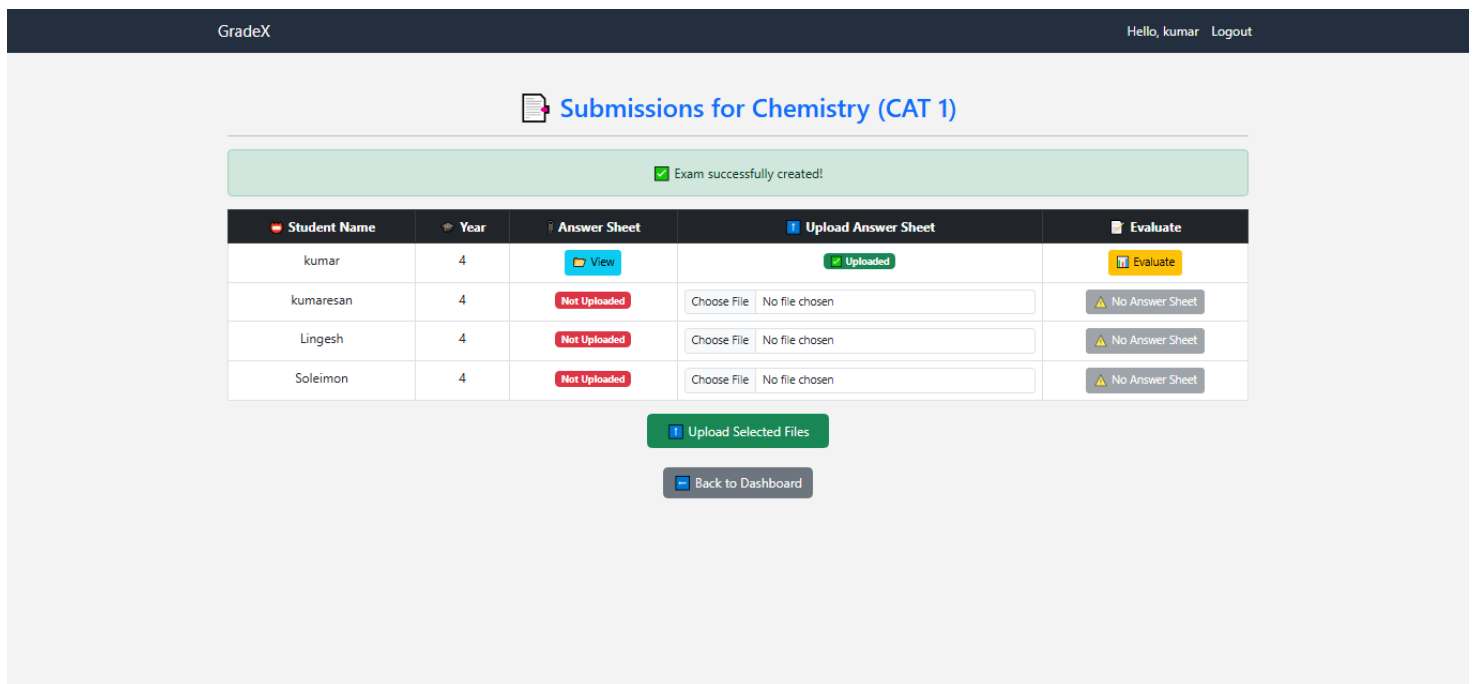 GradeX Hello, kumar Logout
Submissions for Chemistry (CAT 1)
✅ Exam successfully created!
Student Name Year Answer Sheet Upload Answer Sheet Evaluate
kumar 4 View ✅ Uploaded Evaluate
kumaresan 4 Not Uploaded Choose File No file chosen ⚠ No Answer Sheet
Lingesh 4 Not Uploaded Choose File No file chosen ⚠ No Answer Sheet
Soleimon 4 Not Uploaded Choose File No file chosen ⚠ No Answer Sheet
⬆ Upload Selected Files
⬅ Back to Dashboard